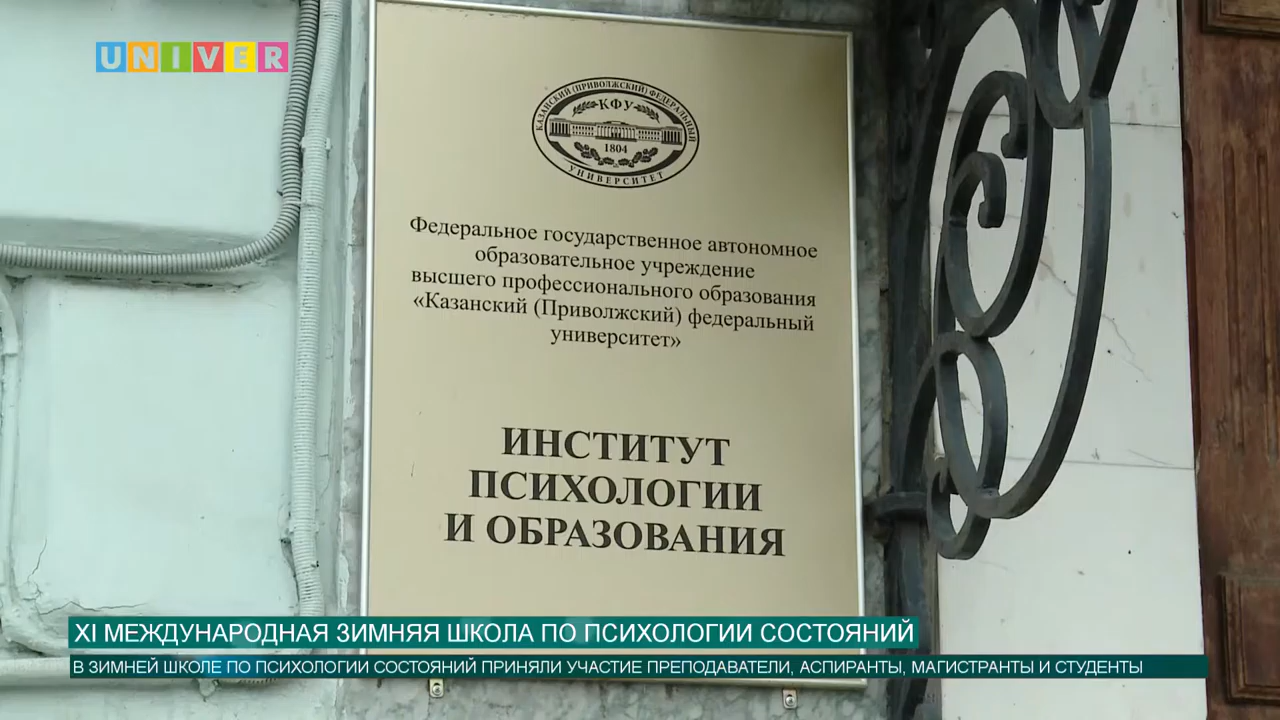 UNIVER
КАЗАНСКИЙ (ПРИВОЛЖСКИЙ) ФЕДЕРАЛЬНЫЙ
КФУ
1804
УНИВЕРСИТЕТ
Федеральное государственное автономное
образовательное учреждение
высшего профессионального образования
«Казанский (Приволжский) федеральный
университет»
ИНСТИТУТ
ПСИХОЛОГИИ
И ОБРАЗОВАНИЯ
XI МЕЖДУНАРОДНАЯ ЗИМНЯЯ ШКОЛА ПО ПСИХОЛОГИИ СОСТОЯНИЙ
В ЗИМНЕЙ ШКОЛЕ ПО ПСИХОЛОГИИ СОСТОЯНИЙ ПРИНЯЛИ УЧАСТИЕ ПРЕПОДАВАТЕЛИ, АСПИРАНТЫ, МАГИСТРАНТЫ И СТУДЕНТЫ